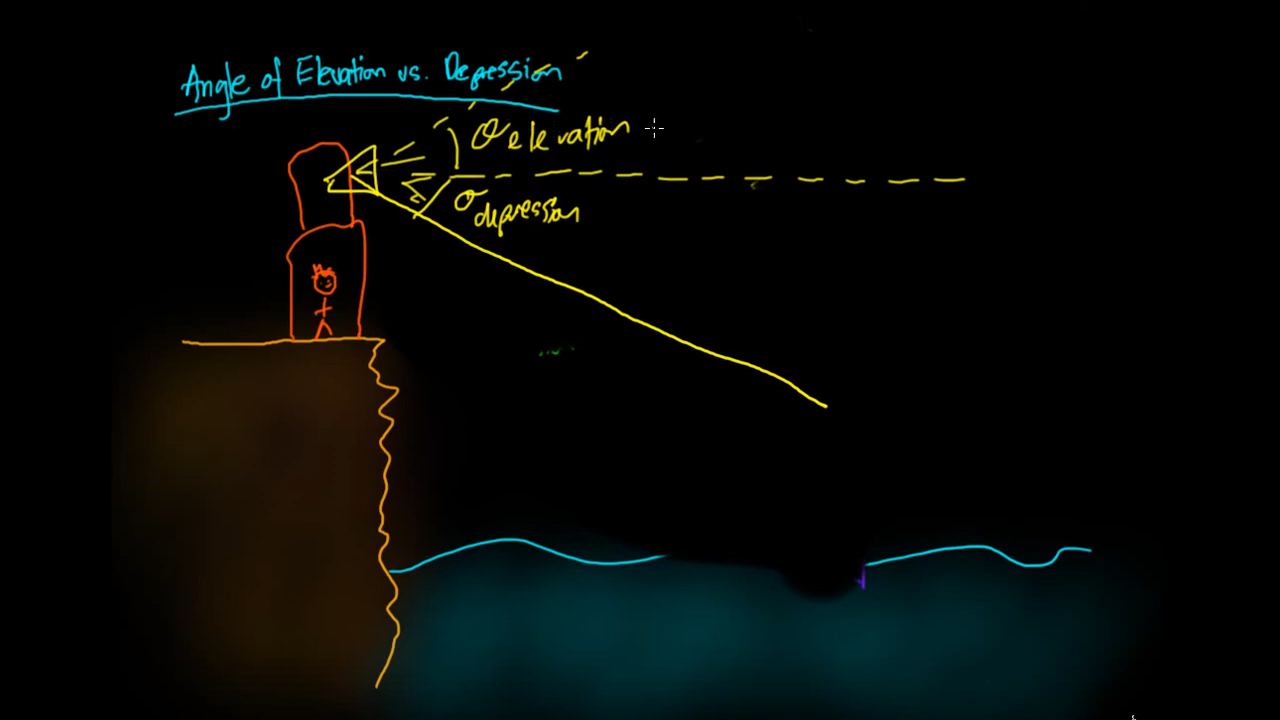 Angle of Elevation vs. Depression
θ elevation
θ depression